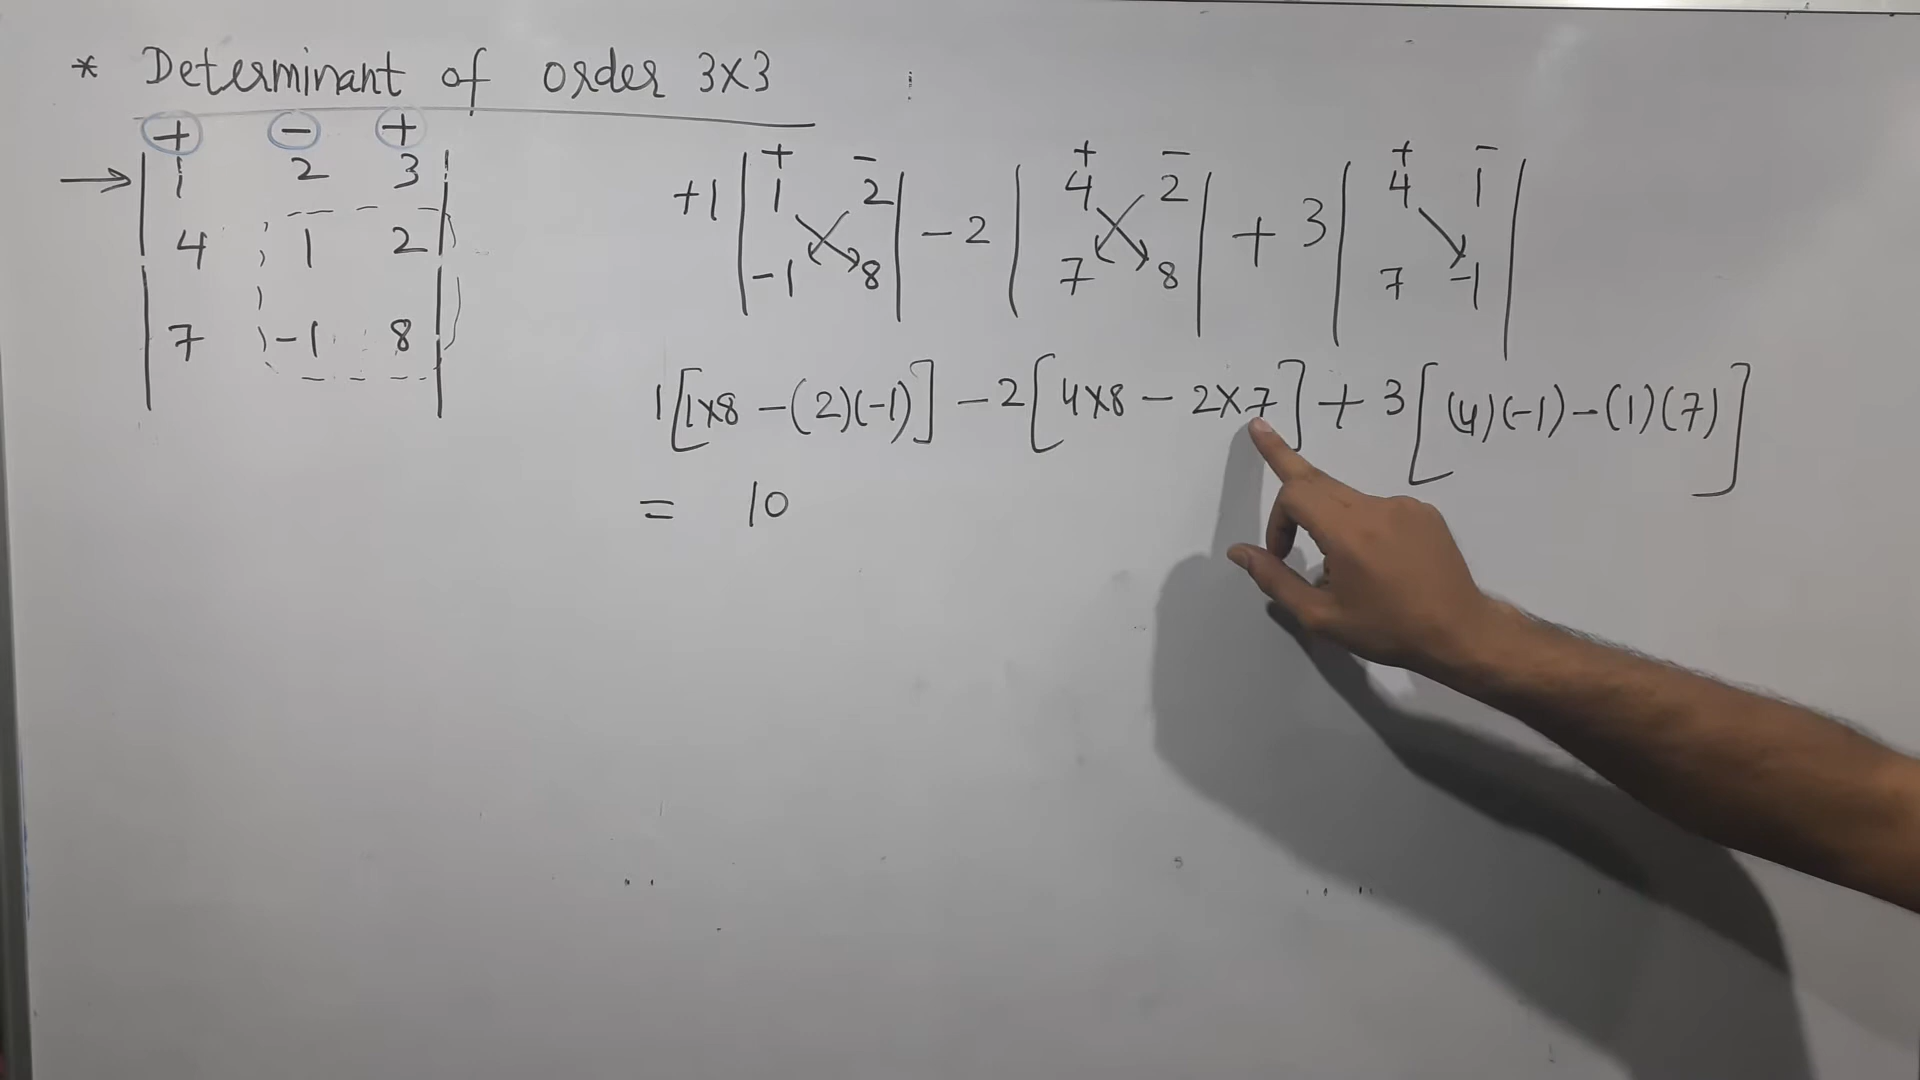 * Determinant of order 3x3
+ - +
→ | 1 2 3 |
| 4 1 2 |
| 7 -1 8 |
+ - + - + -
+1 | 1 2 | - 2 | 4 2 | + 3 | 4 1 |
| -1 8 | | 7 8 | | 7 -1 |
1[1x8 - (2)(-1)] - 2[4x8 - 2x7] + 3[(4)(-1) - (1)(7)]
= 10